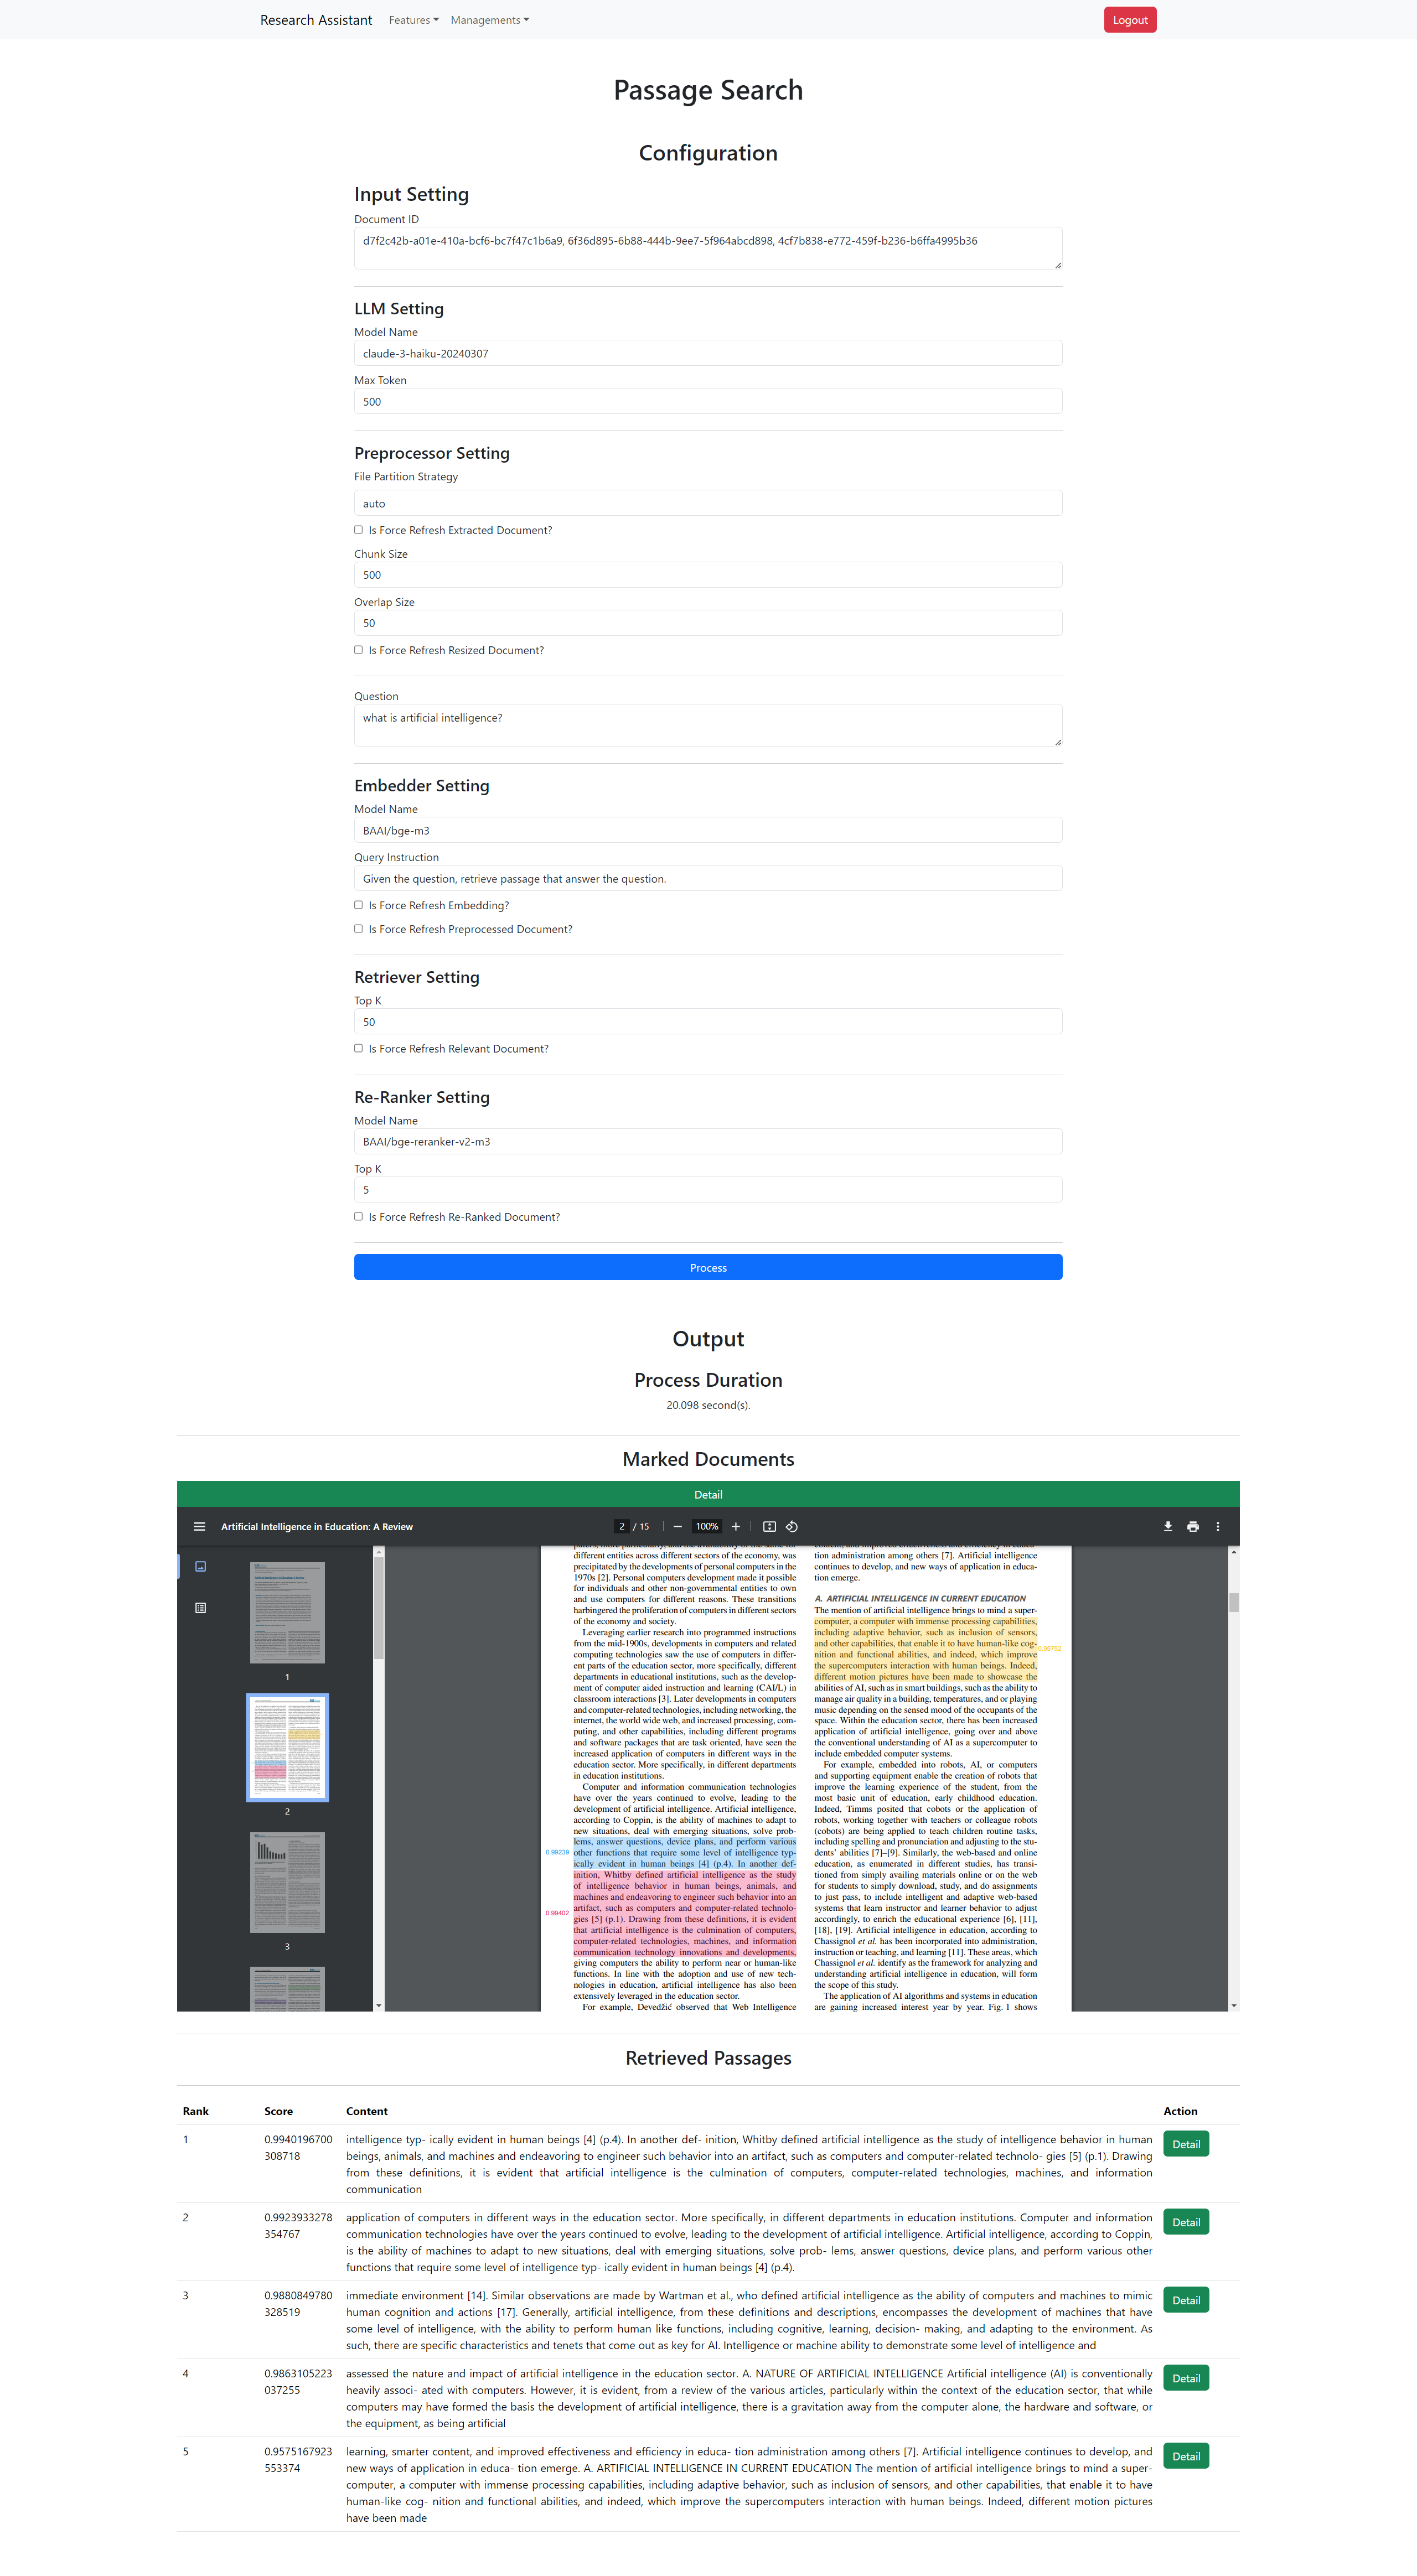 Research Assistant Features Managements Logout
Passage Search
Configuration
Input Setting
Document ID
d7f2c42b-a01e-410a-bcf6-bc7f47c1b6a9, 6f36d895-6b88-444b-9ee7-5f964abcd898, 4cf7b838-e772-459f-b236-b6ffa4995b36
LLM Setting
Model Name
claude-3-haiku-20240307
Max Token
500
Preprocessor Setting
File Partition Strategy
auto
Is Force Refresh Extracted Document?
Chunk Size
500
Overlap Size
50
Is Force Refresh Resized Document?
Question
what is artificial intelligence?
Embedder Setting
Model Name
BAAI/bge-m3
Query Instruction
Given the question, retrieve passage that answer the question.
Is Force Refresh Embedding?
Is Force Refresh Preprocessed Document?
Retriever Setting
Top K
50
Is Force Refresh Relevant Document?
Re-Ranker Setting
Model Name
BAAI/bge-reranker-v2-m3
Top K
5
Is Force Refresh Re-Ranked Document?
Process
Output
Process Duration
20.098 second(s).
Marked Documents
Detail
Artificial Intelligence in Education: A Review 2 / 15 100%
1
2
3
different entities across different sectors of the economy, was
precipitated by the developments of personal computers in the
1970s [2]. Personal computers development made it possible
for individuals and other non-governmental entities to own
and use computers for different reasons. These transitions
harbingered the proliferation of computers in different sectors
of the economy and society.
Leveraging earlier research into programmed instructions
from the mid-1900s, developments in computers and related
computing technologies saw the use of computers in differ-
ent parts of the education sector, more specifically, different
departments in educational institutions, such as the develop-
ment of computer aided instruction and learning (CAI/L) in
classroom interactions [3]. Later developments in computers
and computer-related technologies, including networking, the
internet, the world wide web, and increased processing, com-
puting, and other capabilities, including different programs
and software packages that are task oriented, have seen the
increased application of computers in different ways in the
education sector. More specifically, in different departments
in education institutions.
Computer and information communication technologies
have over the years continued to evolve, leading to the
development of artificial intelligence. Artificial intelligence,
according to Coppin, is the ability of machines to adapt to
new situations, deal with emerging situations, solve prob-
lems, answer questions, device plans, and perform various
0.99239
other functions that require some level of intelligence typ-
ically evident in human beings [4] (p.4). In another def-
inition, Whitby defined artificial intelligence as the study
of intelligence behavior in human beings, animals, and
machines and endeavoring to engineer such behavior into an
artifact, such as computers and computer-related technolo-
0.99402
gies [5] (p.1). Drawing from these definitions, it is evident
that artificial intelligence is the culmination of computers,
computer-related technologies, machines, and information
communication technology innovations and developments,
giving computers the ability to perform near or human-like
functions. In line with the adoption and use of new tech-
nologies in education, artificial intelligence has also been
extensively leveraged in the education sector.
For example, Devedžić observed that Web Intelligence
tion administration among others [7]. Artificial intelligence
continues to develop, and new ways of application in educa-
tion emerge.
A. ARTIFICIAL INTELLIGENCE IN CURRENT EDUCATION
The mention of artificial intelligence brings to mind a super-
computer, a computer with immense processing capabilities,
including adaptive behavior, such as inclusion of sensors,
and other capabilities, that enable it to have human-like cog-
0.95752
nition and functional abilities, and indeed, which improve
the supercomputers interaction with human beings. Indeed,
different motion pictures have been made to showcase the
abilities of AI, such as in smart buildings, such as the ability to
manage air quality in a building, temperatures, and or playing
music depending on the sensed mood of the occupants of the
space. Within the education sector, there has been increased
application of artificial intelligence, going over and above
the conventional understanding of AI as a supercomputer to
include embedded computer systems.
For example, embedded into robots, AI, or computers
and supporting equipment enable the creation of robots that
improve the learning experience of the student, from the
most basic unit of education, early childhood education.
Indeed, Timms posited that cobots or the application of
robots, working together with teachers or colleague robots
(cobots) are being applied to teach children routine tasks,
including spelling and pronunciation and adjusting to the stu-
dents' abilities [7]–[9]. Similarly, the web-based and online
education, as enumerated in different studies, has transi-
tioned from simply availing materials online or on the web
for students to simply download, study, and do assignments
to just pass, to include intelligent and adaptive web-based
systems that learn instructor and learner behavior to adjust
accordingly, to enrich the educational experience [6], [11],
[18], [19]. Artificial intelligence in education, according to
Chassignol et al. has been incorporated into administration,
instruction or teaching, and learning [11]. These areas, which
Chassignol et al. identify as the framework for analyzing and
understanding artificial intelligence in education, will form
the scope of this study.
The application of AI algorithms and systems in education
are gaining increased interest year by year. Fig. 1 shows
Retrieved Passages
Rank Score Content Action
1 0.9940196700308718 Detail
intelligence typ- ically evident in human beings [4] (p.4). In another def- inition, Whitby defined artificial intelligence as the study of intelligence behavior in human
beings, animals, and machines and endeavoring to engineer such behavior into an artifact, such as computers and computer-related technolo- gies [5] (p.1). Drawing
from these definitions, it is evident that artificial intelligence is the culmination of computers, computer-related technologies, machines, and information
communication
2 0.9923933278354767 Detail
application of computers in different ways in the education sector. More specifically, in different departments in education institutions. Computer and information
communication technologies have over the years continued to evolve, leading to the development of artificial intelligence. Artificial intelligence, according to Coppin,
is the ability of machines to adapt to new situations, deal with emerging situations, solve prob- lems, answer questions, device plans, and perform various other
functions that require some level of intelligence typ- ically evident in human beings [4] (p.4).
3 0.9880849780328519 Detail
immediate environment [14]. Similar observations are made by Wartman et al., who defined artificial intelligence as the ability of computers and machines to mimic
human cognition and actions [17]. Generally, artificial intelligence, from these definitions and descriptions, encompasses the development of machines that have
some level of intelligence, with the ability to perform human like functions, including cognitive, learning, decision- making, and adapting to the environment. As
such, there are specific characteristics and tenets that come out as key for AI. Intelligence or machine ability to demonstrate some level of intelligence and
4 0.9863105223037255 Detail
assessed the nature and impact of artificial intelligence in the education sector. A. NATURE OF ARTIFICIAL INTELLIGENCE Artificial intelligence (AI) is conventionally
heavily associ- ated with computers. However, it is evident, from a review of the various articles, particularly within the context of the education sector, that while
computers may have formed the basis the development of artificial intelligence, there is a gravitation away from the computer alone, the hardware and software, or
the equipment, as being artificial
5 0.9575167923553374 Detail
learning, smarter content, and improved effectiveness and efficiency in educa- tion administration among others [7]. Artificial intelligence continues to develop, and
new ways of application in educa- tion emerge. A. ARTIFICIAL INTELLIGENCE IN CURRENT EDUCATION The mention of artificial intelligence brings to mind a super-
computer, a computer with immense processing capabilities, including adaptive behavior, such as inclusion of sensors, and other capabilities, that enable it to have
human-like cog- nition and functional abilities, and indeed, which improve the supercomputers interaction with human beings. Indeed, different motion pictures
have been made